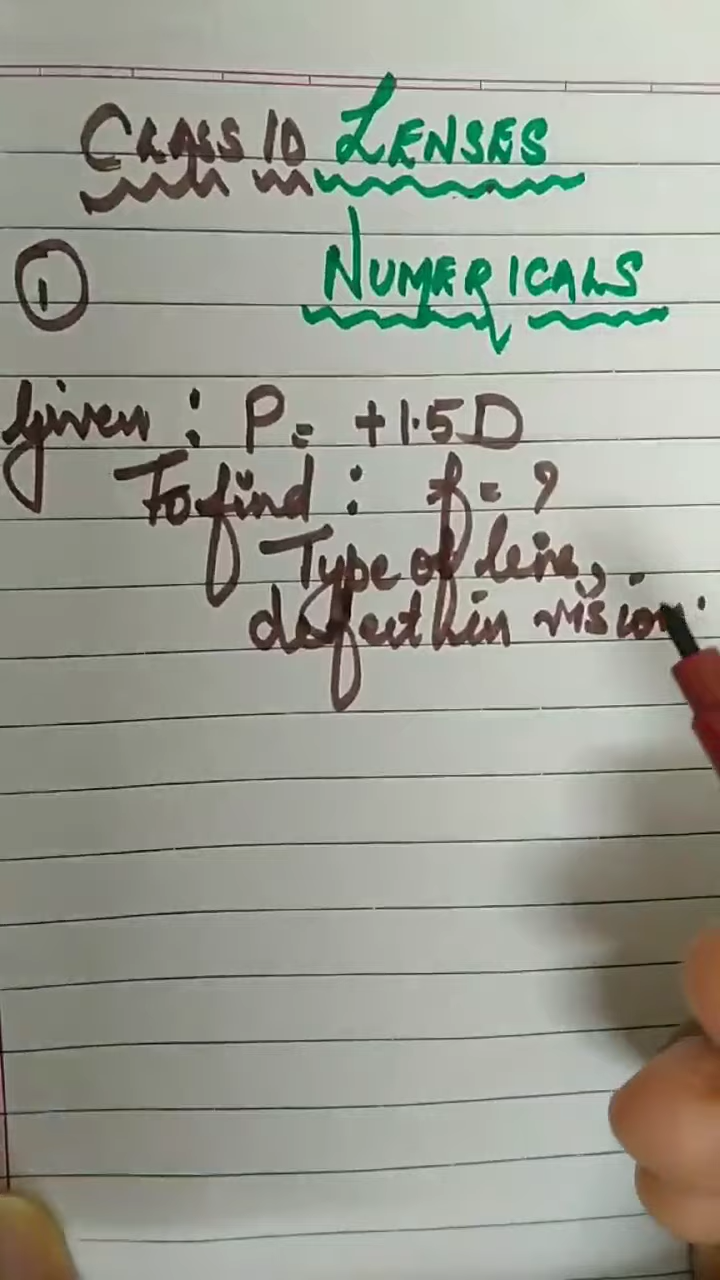 CLASS 10 LENSES
① NUMERICALS
Given : P = +1.5D
To find : f = ?
Type of lens,
defect in vision.